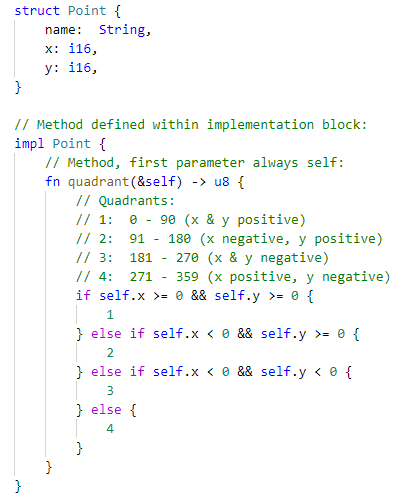 struct Point {
    name:  String,
    x: i16,
    y: i16,
}

// Method defined within implementation block:
impl Point {
    // Method, first parameter always self:
    fn quadrant(&self) -> u8 {
        // Quadrants:
        // 1:  0 - 90 (x & y positive)
        // 2:  91 - 180 (x negative, y positive)
        // 3:  181 - 270 (x & y negative)
        // 4:  271 - 359 (x positive, y negative)
        if self.x >= 0 && self.y >= 0 {
            1
        } else if self.x < 0 && self.y >= 0 {
            2
        } else if self.x < 0 && self.y < 0 {
            3
        } else {
            4
        }
    }
}